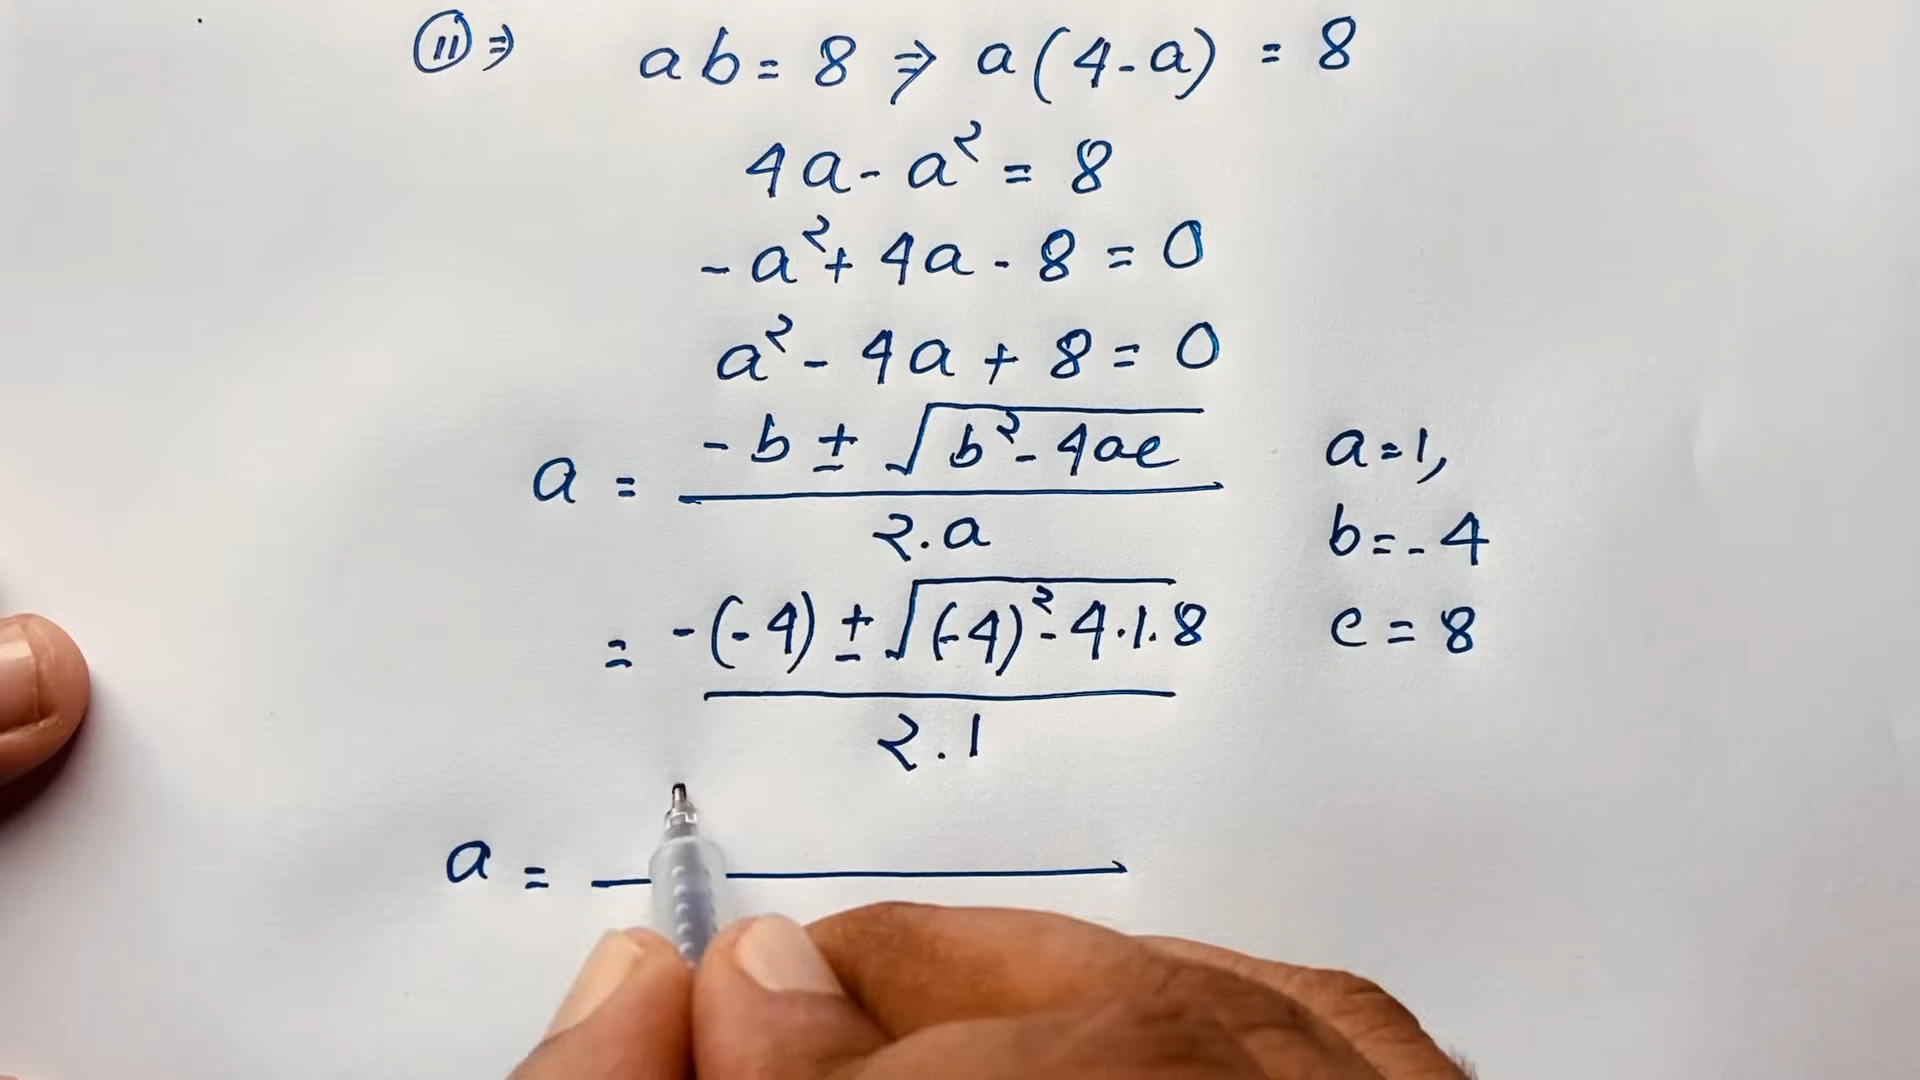 (ii) ⇒ ab = 8 ⇒ a(4-a) = 8
4a - a² = 8
-a² + 4a - 8 = 0
a² - 4a + 8 = 0
a = (-b ± √(b² - 4ac)) / (2.a)
a = 1,
b = -4
c = 8
= (-(-4) ± √((-4)² - 4.1.8)) / (2.1)
a =